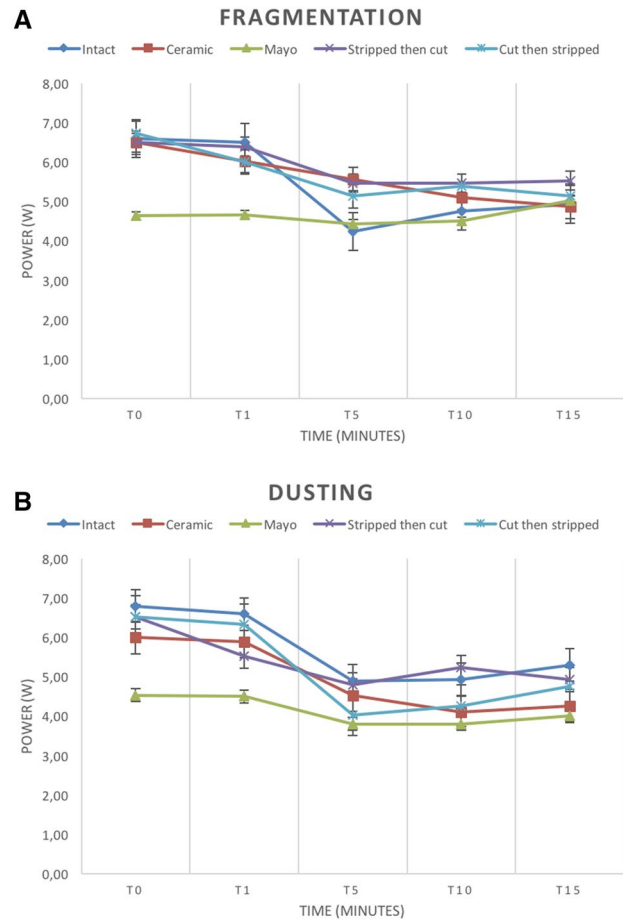 A
FRAGMENTATION
Intact Ceramic Mayo Stripped then cut Cut then stripped
8,00
7,00
6,00
5,00
4,00
3,00
2,00
1,00
0,00
POWER (W)
T0 T1 T5 T10 T15
TIME (MINUTES)
B
DUSTING
Intact Ceramic Mayo Stripped then cut Cut then stripped
8,00
7,00
6,00
5,00
4,00
3,00
2,00
1,00
0,00
POWER (W)
T0 T1 T5 T10 T15
TIME (MINUTES)